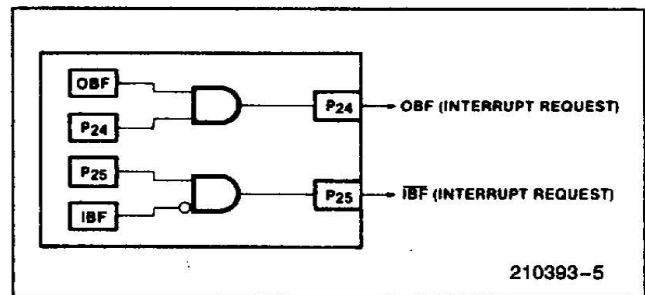 OBF
P24
P24
OBF (INTERRUPT REQUEST)
P25
IBF
P25
IBF (INTERRUPT REQUEST)
210393-5